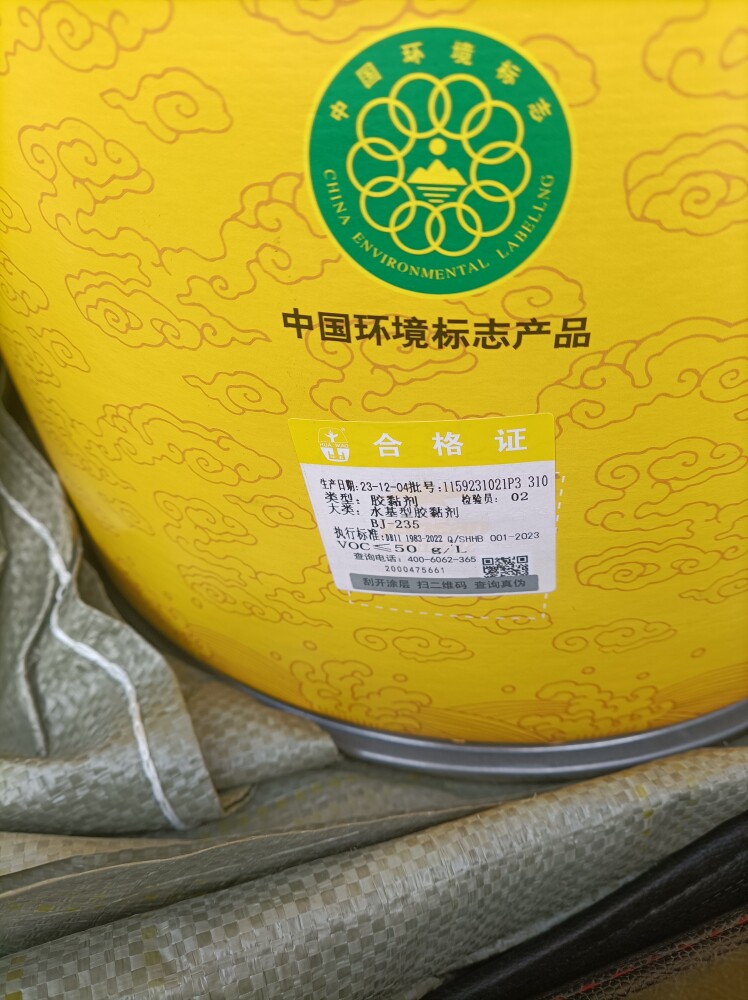 中国环境标志
CHINA ENVIRONMENTAL LABELLNG
中国环境标志产品
合格证
生产日期:23-12-04批号:1159231021P3 310
类型: 胶黏剂 检验员: 02
大类: 水基型胶黏剂
BJ-235
执行标准:DB11 1983-2022 Q/SHHB 001-2023
VOC≤50 g/L
查询电话: 400-6062-365
2000475661
刮开涂层 扫二维码 查询真伪